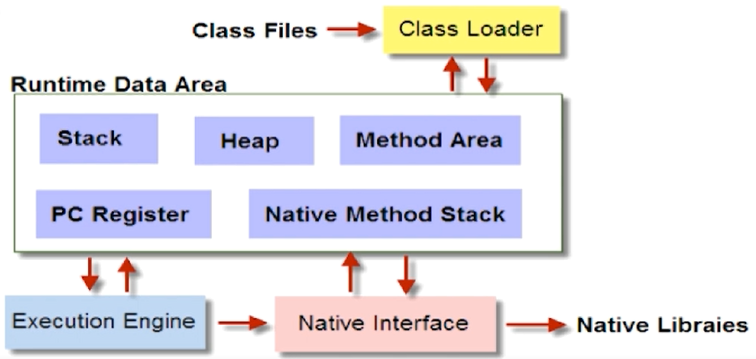 Class Files
Class Loader
Runtime Data Area
Stack
Heap
Method Area
PC Register
Native Method Stack
Execution Engine
Native Interface
Native Libraies